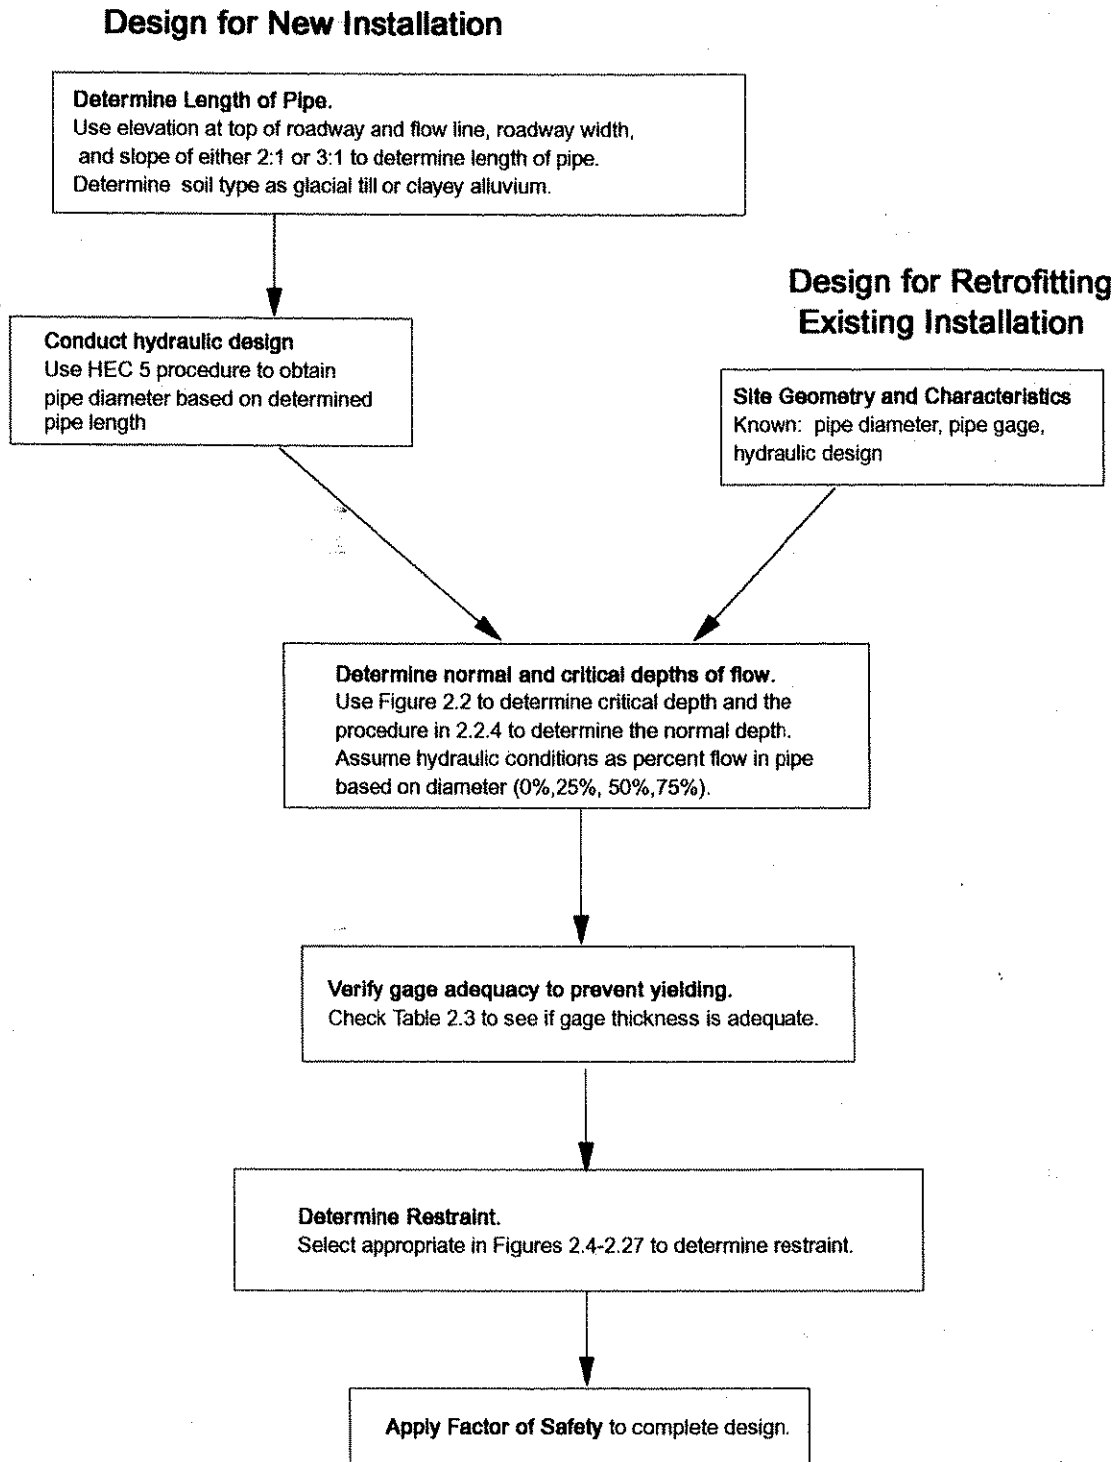 Design for New Installation
Determine Length of Pipe.
Use elevation at top of roadway and flow line, roadway width,
and slope of either 2:1 or 3:1 to determine length of pipe.
Determine soil type as glacial till or clayey alluvium.
Conduct hydraulic design
Use HEC 5 procedure to obtain
pipe diameter based on determined
pipe length
Design for Retrofitting
Existing Installation
Site Geometry and Characteristics
Known: pipe diameter, pipe gage,
hydraulic design
Determine normal and critical depths of flow.
Use Figure 2.2 to determine critical depth and the
procedure in 2.2.4 to determine the normal depth.
Assume hydraulic conditions as percent flow in pipe
based on diameter (0%,25%, 50%,75%).
Verify gage adequacy to prevent yielding.
Check Table 2.3 to see if gage thickness is adequate.
Determine Restraint.
Select appropriate in Figures 2.4-2.27 to determine restraint.
Apply Factor of Safety to complete design.